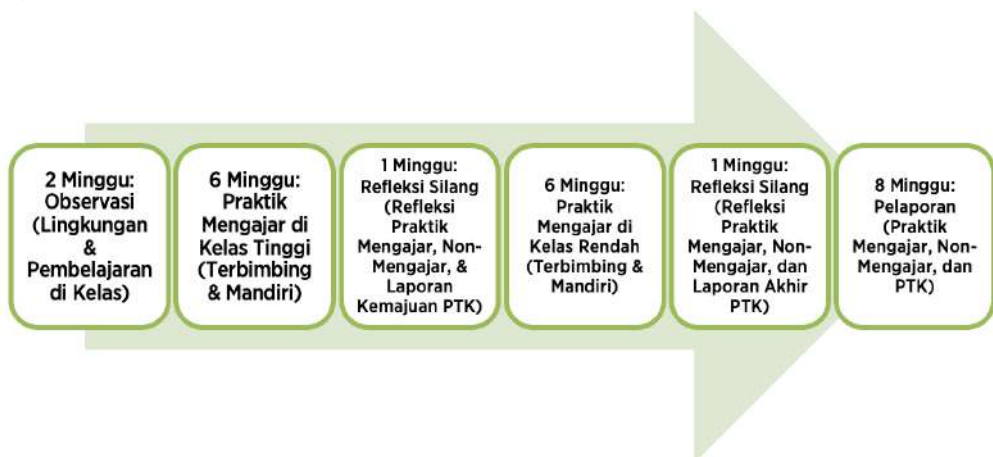 2 Minggu:
Observasi
(Lingkungan
&
Pembelajaran
di Kelas)
6 Minggu:
Praktik
Mengajar di
Kelas Tinggi
(Terbimbing
& Mandiri)
1 Minggu:
Refleksi Silang
(Refleksi
Praktik
Mengajar, Non-
Mengajar, &
Laporan
Kemajuan PTK)
6 Minggu:
Praktik
Mengajar di
Kelas Rendah
(Terbimbing &
Mandiri)
1 Minggu:
Refleksi Silang
(Refleksi
Praktik
Mengajar, Non-
Mengajar, dan
Laporan Akhir
PTK)
8 Minggu:
Pelaporan
(Praktik
Mengajar, Non-
Mengajar, dan
PTK)